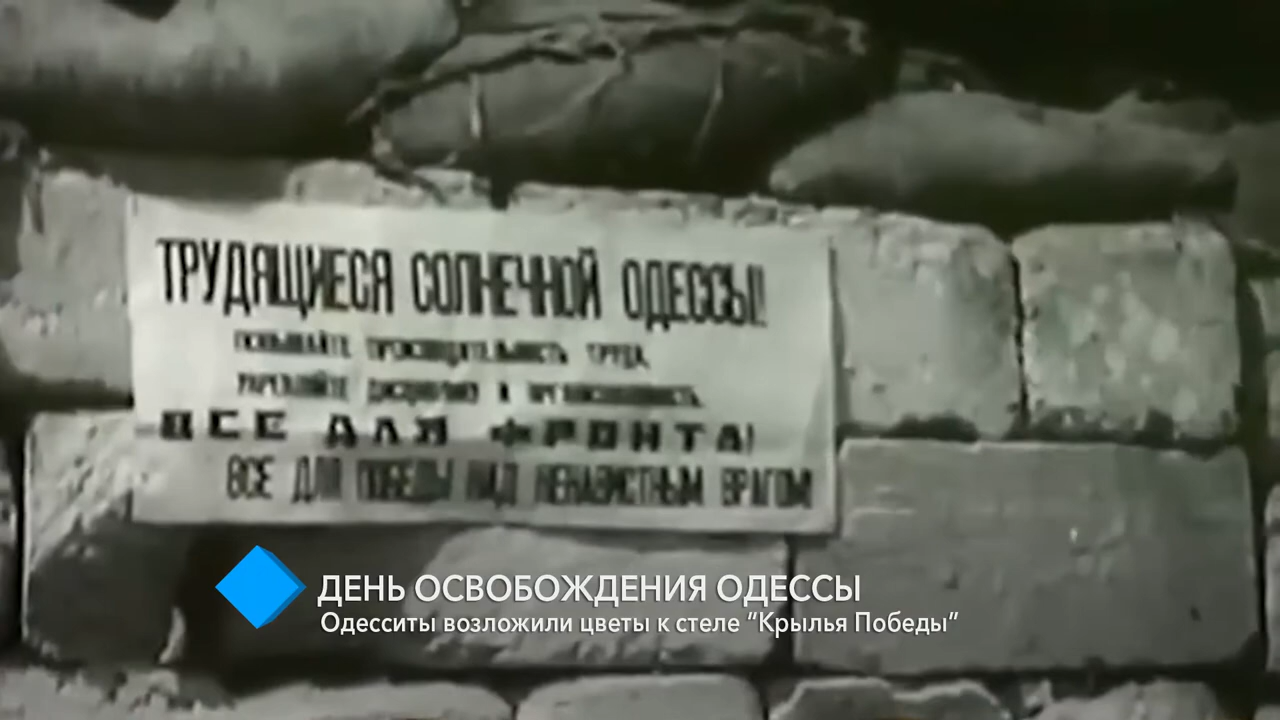 ТРУДЯЩИЕСЯ СОЛНЕЧНОЙ ОДЕССЫ!
ПОВЫШАЙТЕ ПРОИЗВОДИТЕЛЬНОСТЬ ТРУДА,
УКРЕПЛЯЙТЕ ДИСЦИПЛИНУ И
ВСЕ ДЛЯ ФРОНТА!
ВСЕ ДЛЯ ПОБЕДЫ НАД НЕНАВИСТНЫМ ВРАГОМ
ДЕНЬ ОСВОБОЖДЕНИЯ ОДЕССЫ
Одесситы возложили цветы к стеле “Крылья Победы”